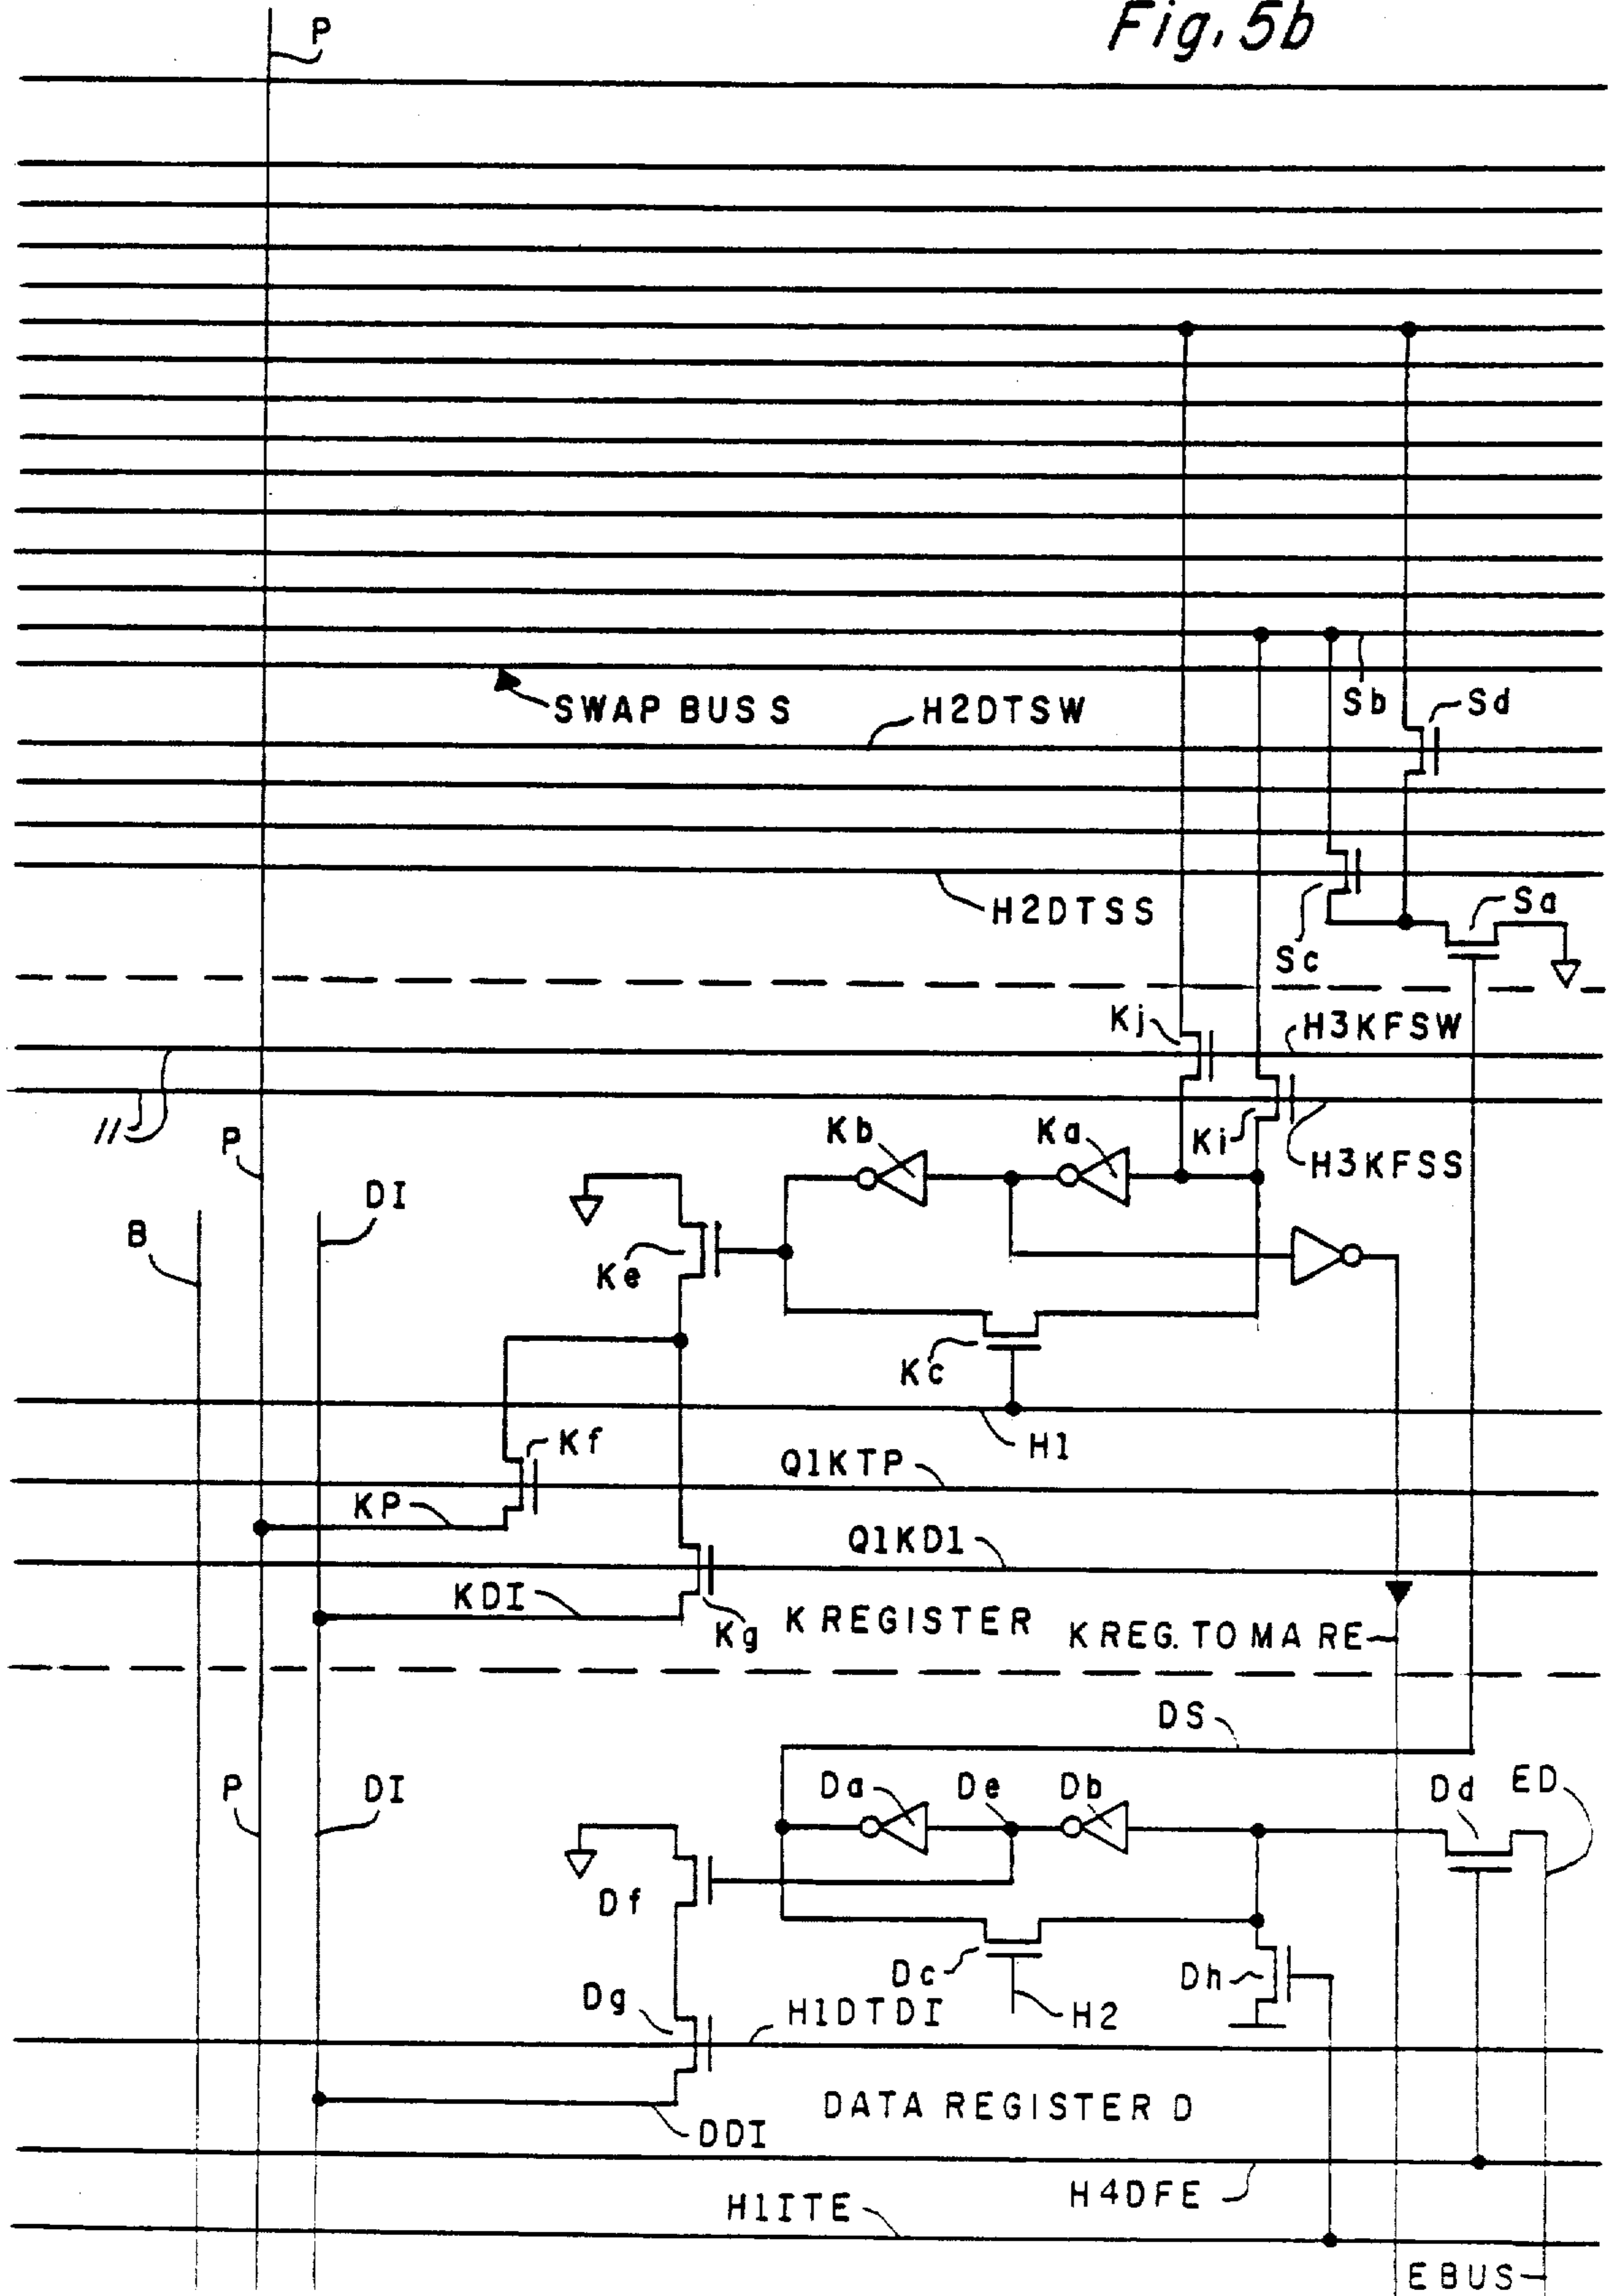 Fig. 5b
P
SWAP BUSS
H2DTSW
Sb
Sd
H2DTSS
Sc
Sa
Kj
H3KFSW
11
P
Kb
Ka
Ki
H3KFSS
B
DI
Ke
Kc
H1
Kf
Q1KTP
KP
Q1KD1
KDI
Kg
K REGISTER
K REG. TO MA RE
DS
P
DI
Da
De
Db
Dd
ED
Df
Dc
Dh
Dg
H1DTDI
H2
DATA REGISTER D
DDI
H4DFE
H1ITE
EBUS